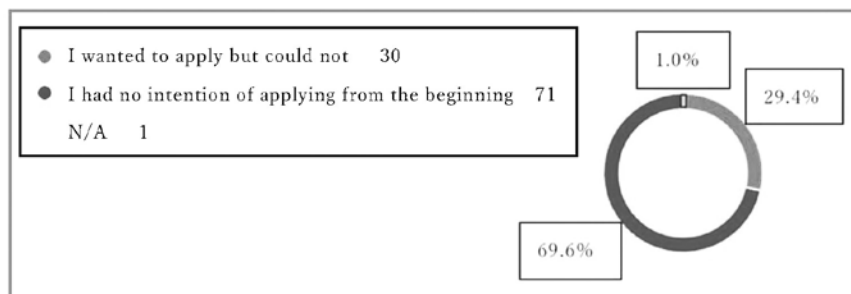 I wanted to apply but could not 30
I had no intention of applying from the beginning 71
N/A 1
1.0%
29.4%
69.6%